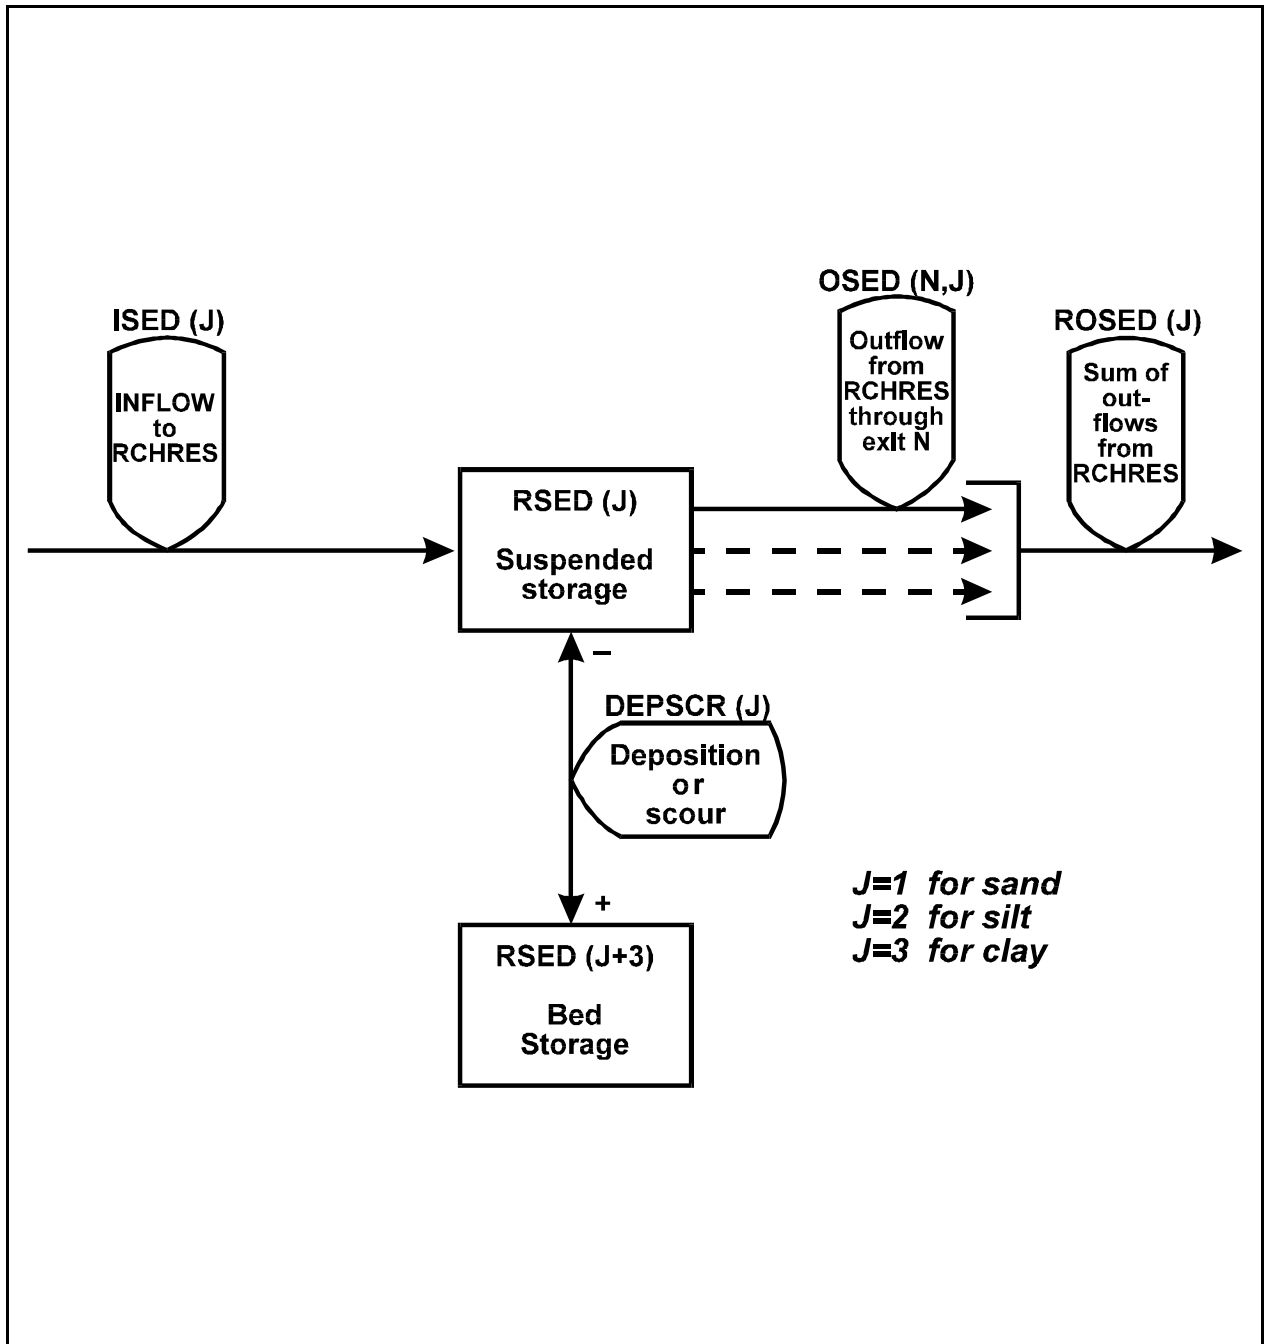 ISED (J)
INFLOW
to
RCHRES
OSED (N,J)
Outflow
from
RCHRES
through
exit N
ROSED (J)
Sum of
out-
flows
from
RCHRES
RSED (J)
Suspended
storage
–
DEPSCR (J)
Deposition
or
scour
+
RSED (J+3)
Bed
Storage
J=1 for sand
J=2 for silt
J=3 for clay